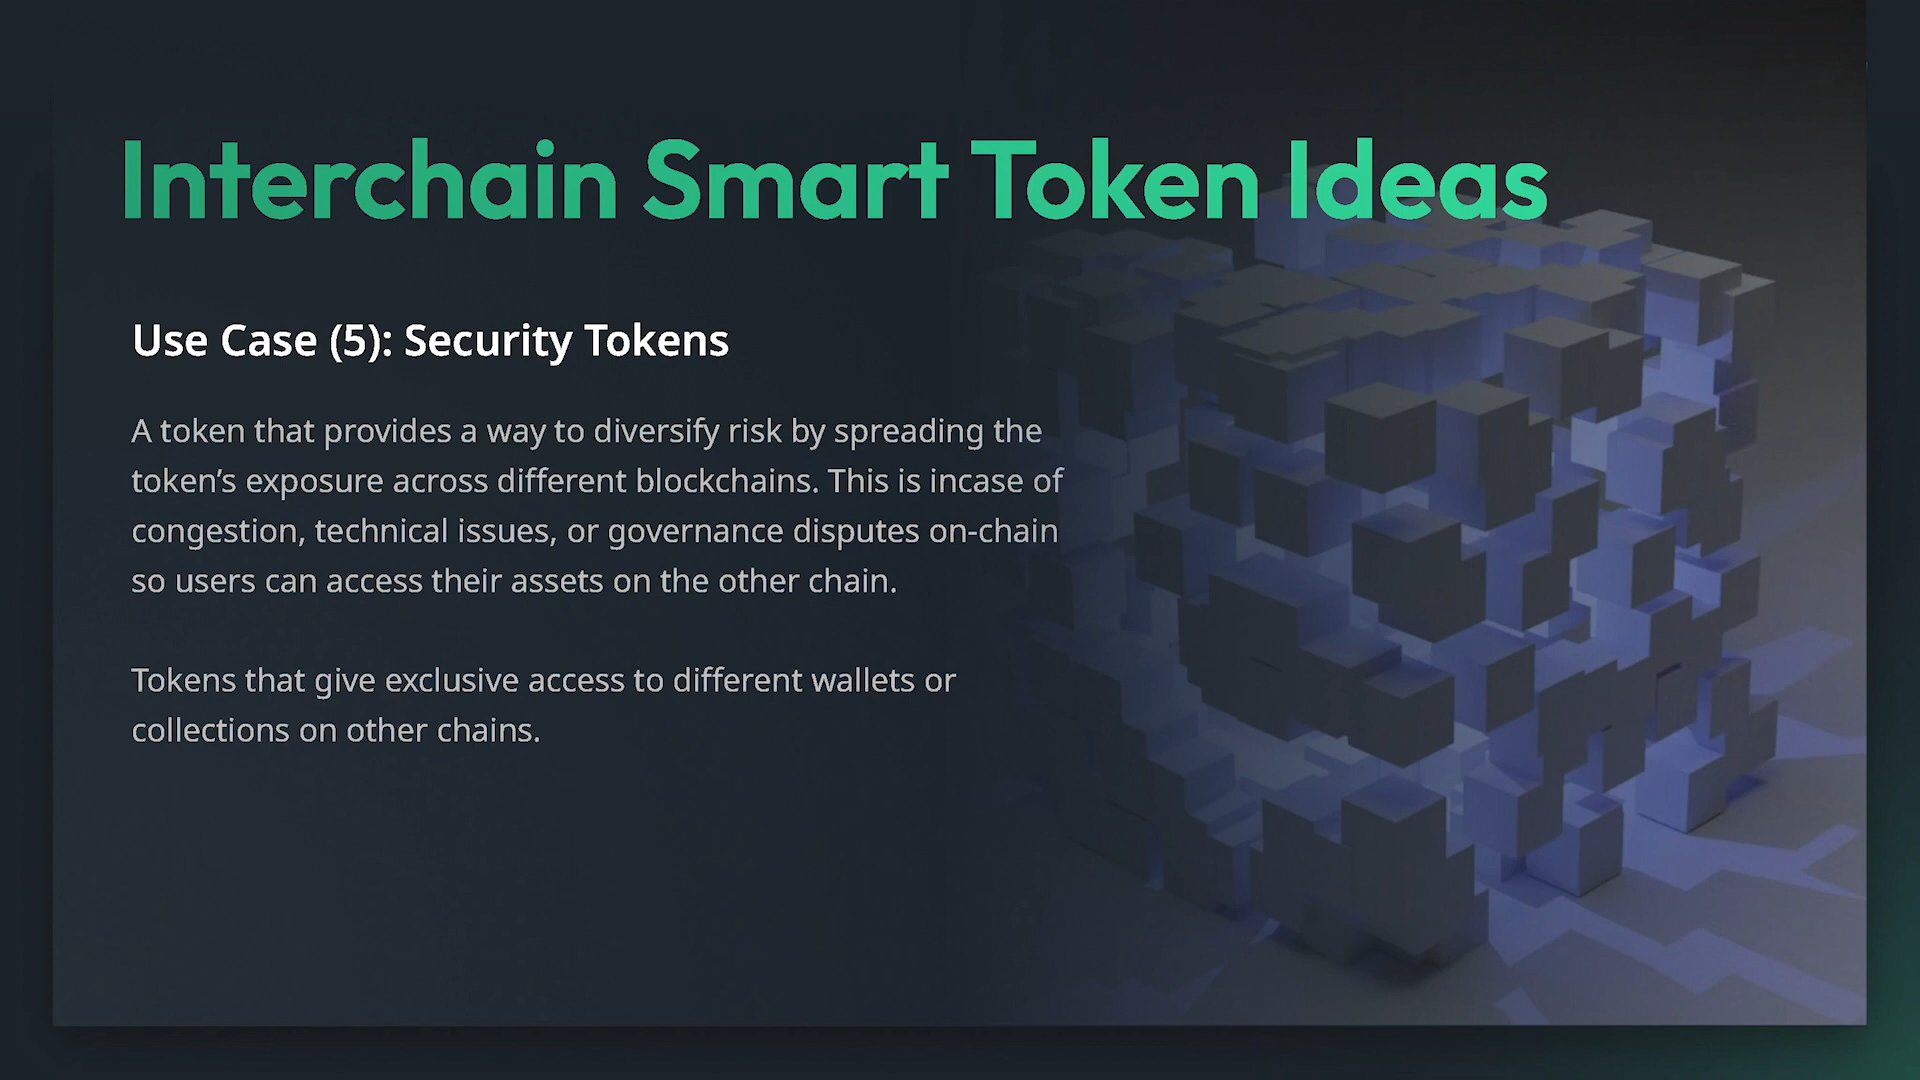 Interchain Smart Token Ideas
Use Case (5): Security Tokens
A token that provides a way to diversify risk by spreading the
token’s exposure across different blockchains. This is incase of
congestion, technical issues, or governance disputes on-chain
so users can access their assets on the other chain.
Tokens that give exclusive access to different wallets or
collections on other chains.